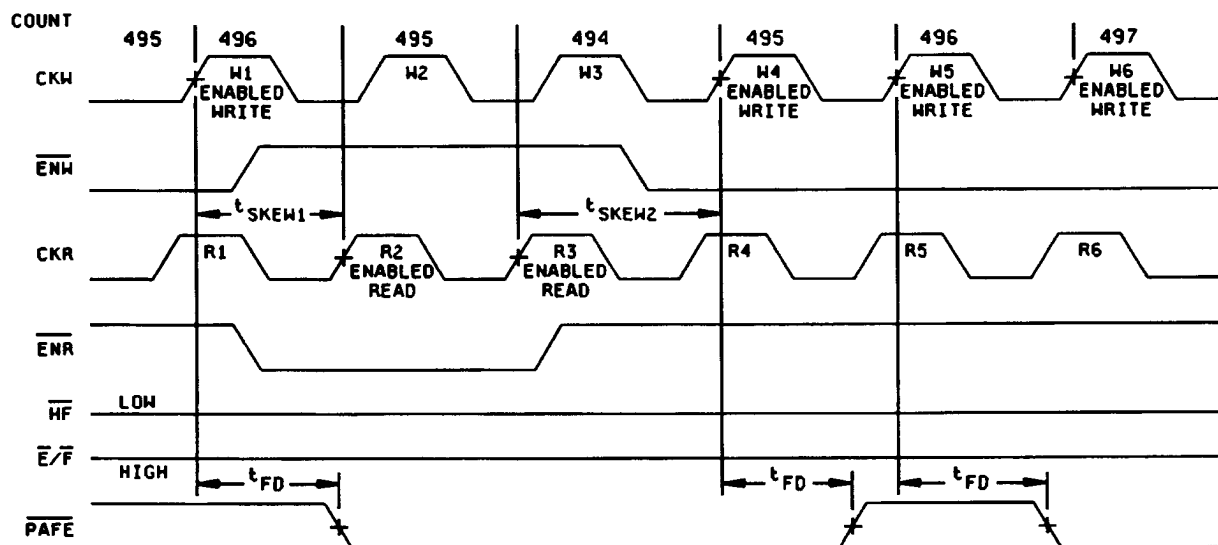 COUNT
495 496 495 494 495 496 497
CKW
W1 ENABLED WRITE
W2
W3
W4 ENABLED WRITE
W5 ENABLED WRITE
W6 ENABLED WRITE
ENW
tSKEW1
tSKEW2
CKR
R1
R2 ENABLED READ
R3 ENABLED READ
R4
R5
R6
ENR
HF
LOW
E/F
HIGH
tFD
tFD
tFD
PAFE